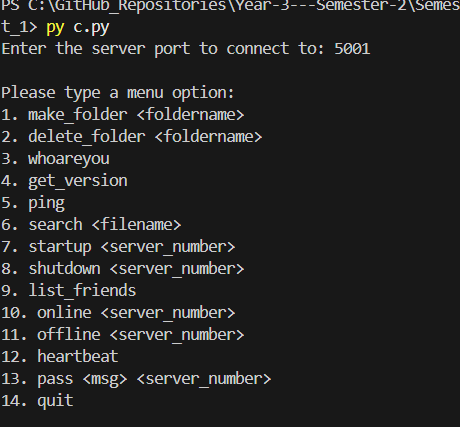 PS C:\GitHub_Repositories\Year-3---Semester-2\Semes
t_1> py c.py
Enter the server port to connect to: 5001
Please type a menu option:
1. make_folder <foldername>
2. delete_folder <foldername>
3. whoareyou
4. get_version
5. ping
6. search <filename>
7. startup <server_number>
8. shutdown <server_number>
9. list_friends
10. online <server_number>
11. offline <server_number>
12. heartbeat
13. pass <msg> <server_number>
14. quit